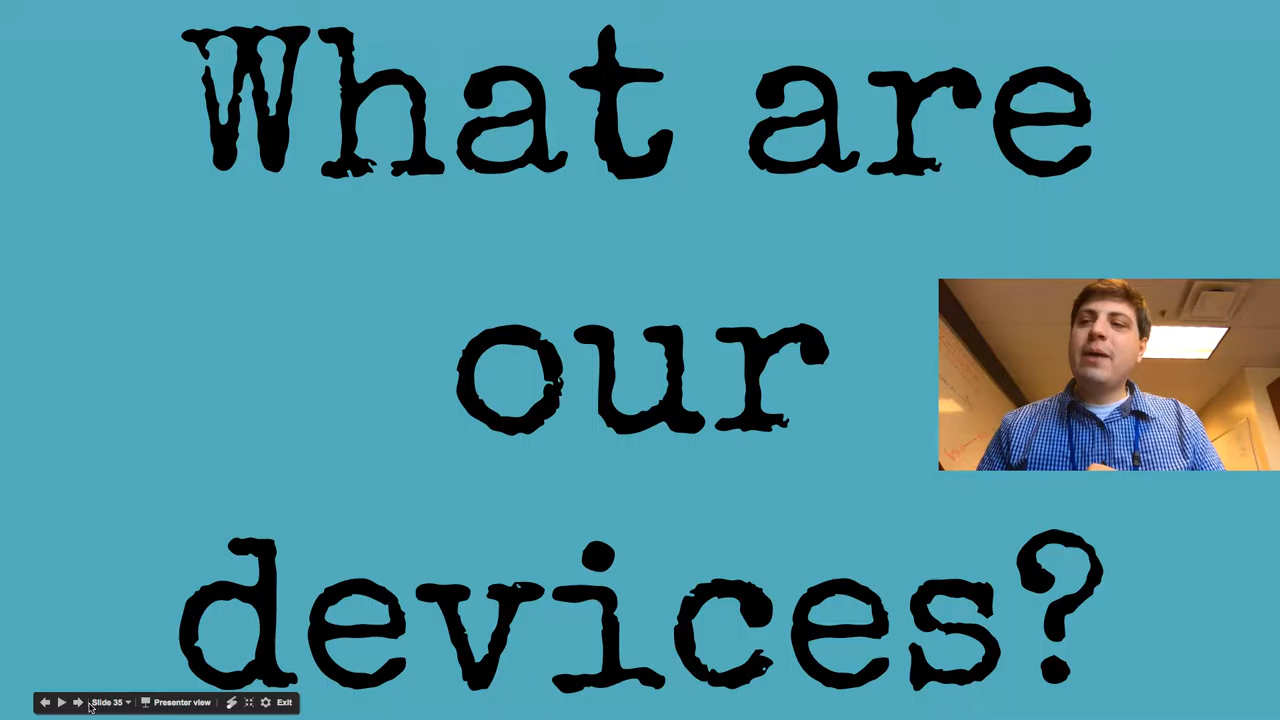 What are
our
devices?
Slide 35
Presenter view
Exit